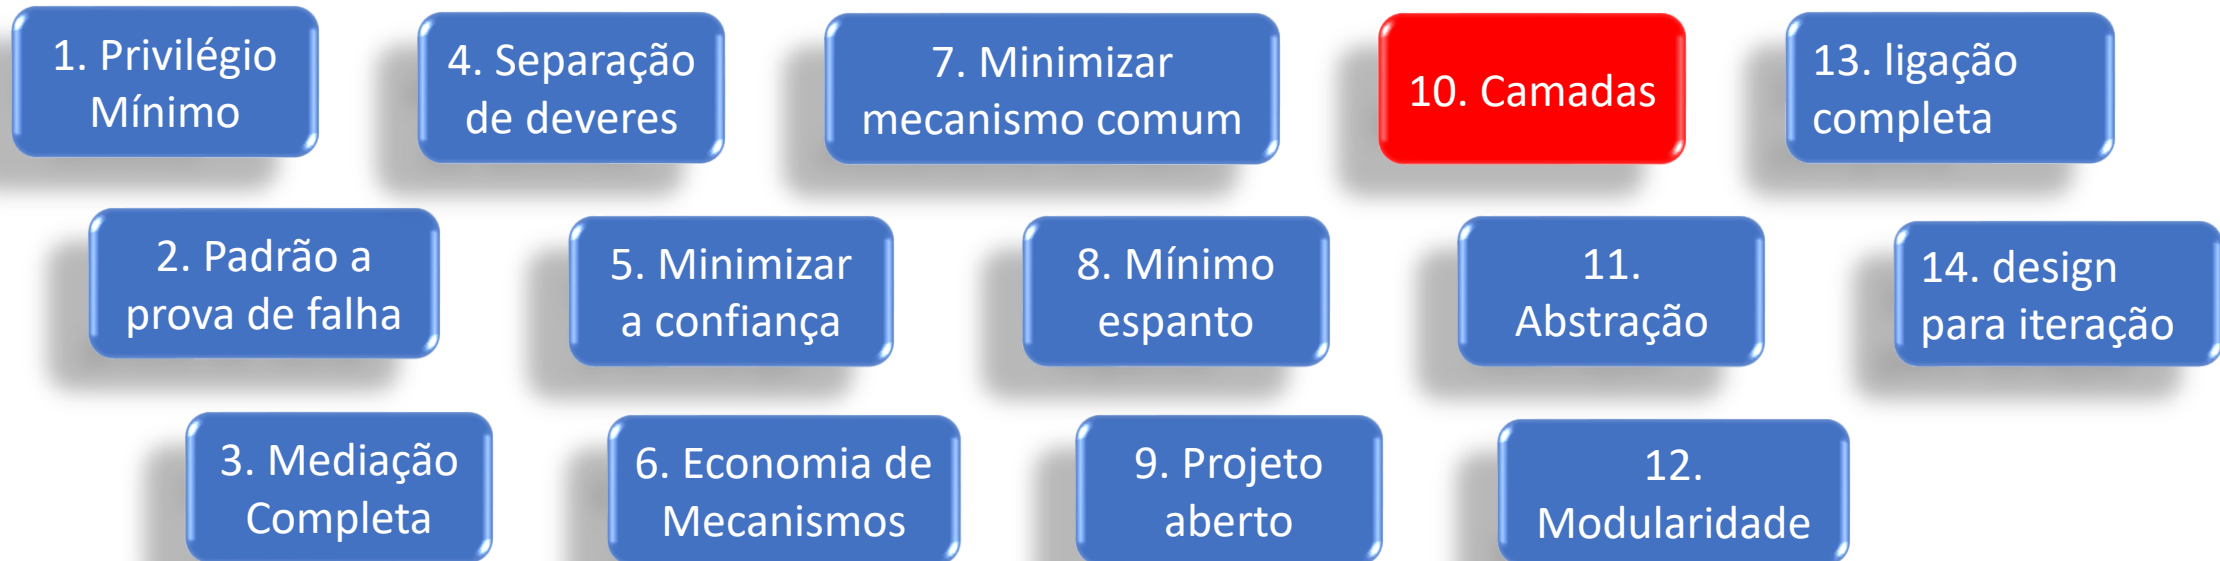 1. Privilégio
Mínimo
2. Padrão a
prova de falha
3. Mediação
Completa
4. Separação
de deveres
5. Minimizar
a confiança
6. Economia de
Mecanismos
7. Minimizar
mecanismo comum
8. Mínimo
espanto
9. Projeto
aberto
10. Camadas
11.
Abstração
12.
Modularidade
13. ligação
completa
14. design
para iteração